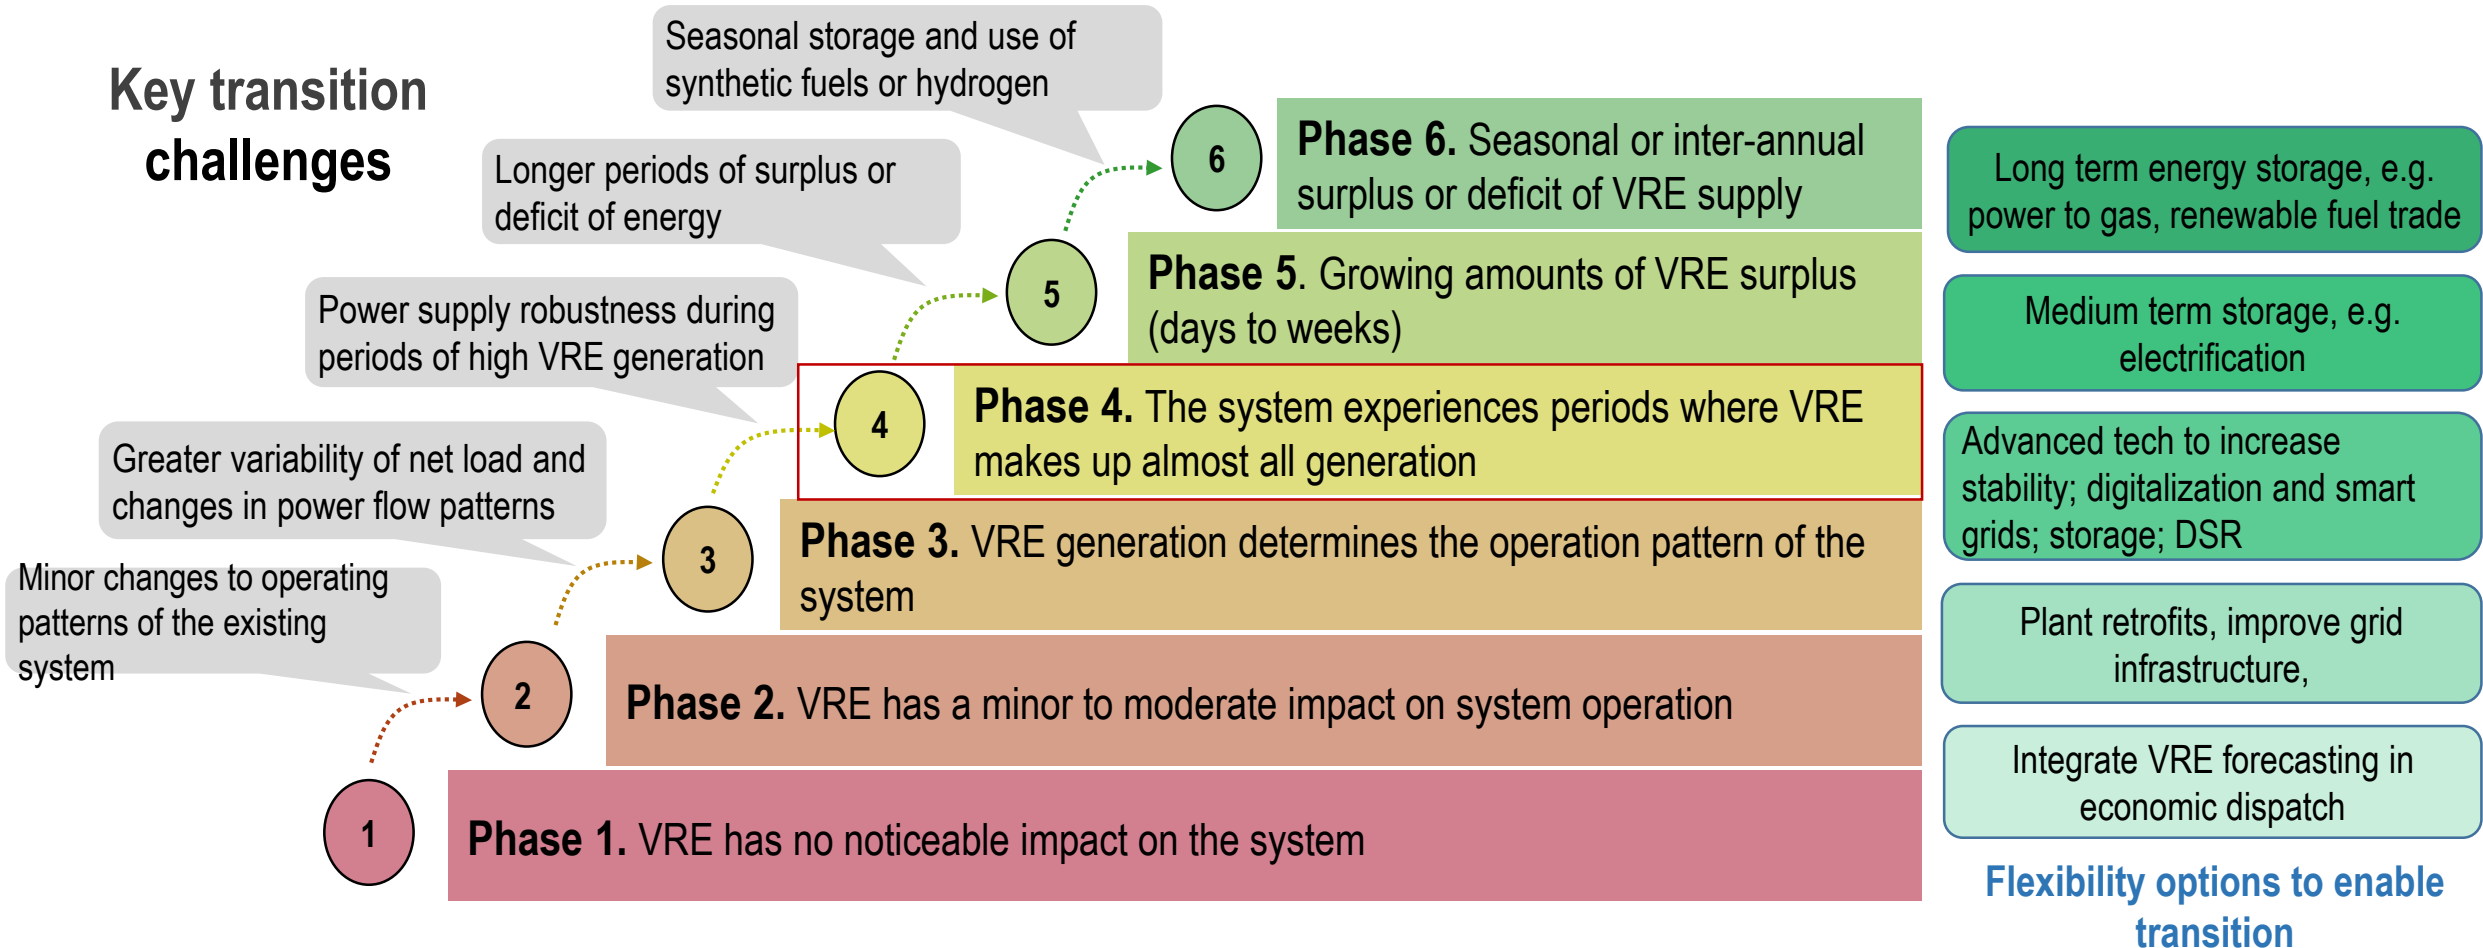 Key transition
challenges
Seasonal storage and use of
synthetic fuels or hydrogen
Longer periods of surplus or
deficit of energy
Power supply robustness during
periods of high VRE generation
Greater variability of net load and
changes in power flow patterns
Minor changes to operating
patterns of the existing
system
6
Phase 6. Seasonal or inter-annual
surplus or deficit of VRE supply
5
Phase 5. Growing amounts of VRE surplus
(days to weeks)
4
Phase 4. The system experiences periods where VRE
makes up almost all generation
3
Phase 3. VRE generation determines the operation pattern of the
system
2
Phase 2. VRE has a minor to moderate impact on system operation
1
Phase 1. VRE has no noticeable impact on the system
Long term energy storage, e.g.
power to gas, renewable fuel trade
Medium term storage, e.g.
electrification
Advanced tech to increase
stability; digitalization and smart
grids; storage; DSR
Plant retrofits, improve grid
infrastructure,
Integrate VRE forecasting in
economic dispatch
Flexibility options to enable
transition